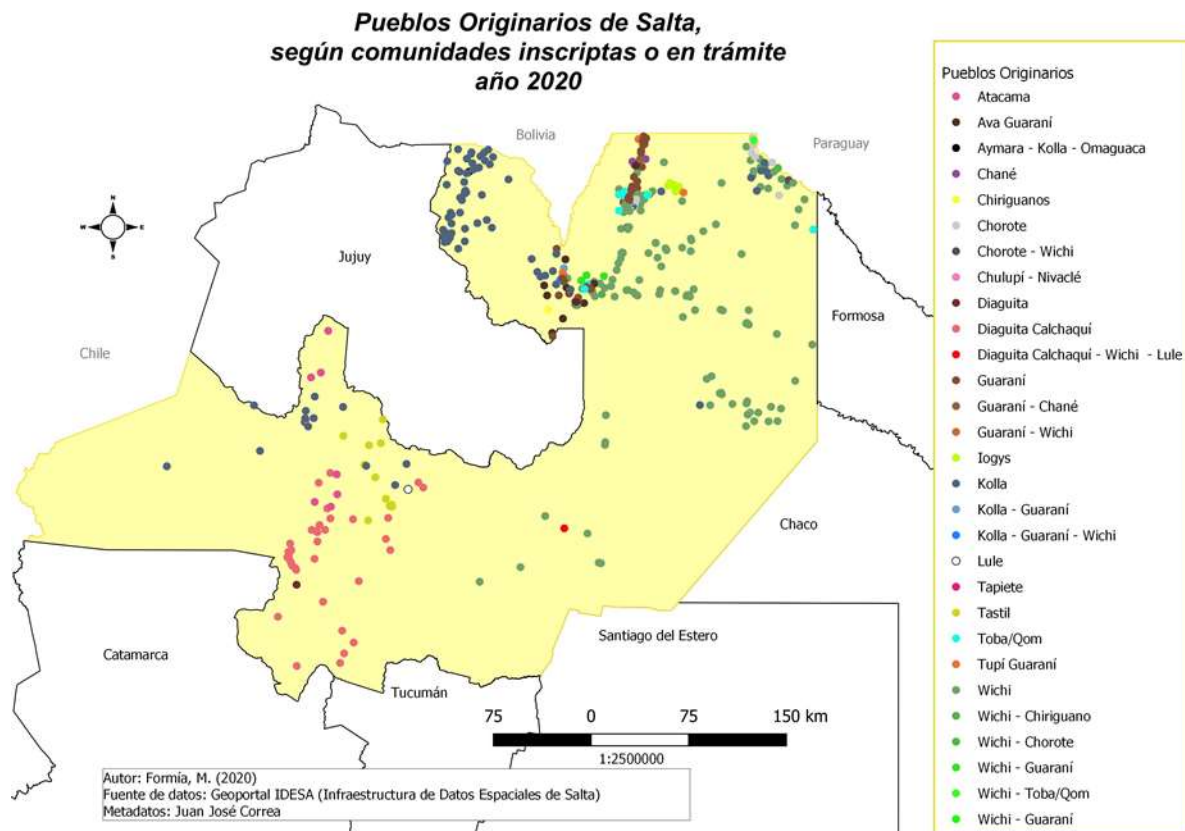 Pueblos Originarios de Salta,
según comunidades inscriptas o en trámite
año 2020
Bolivia
Paraguay
N
W
E
S
Jujuy
Chile
Formosa
Chaco
Santiago del Estero
Catamarca
Tucumán
75 0 75 150 km
1:2500000
Autor: Formía, M. (2020)
Fuente de datos: Geoportal IDESA (Infraestructura de Datos Espaciales de Salta)
Metadatos: Juan José Correa
Pueblos Originarios
Atacama
Ava Guaraní
Aymara - Kolla - Omaguaca
Chané
Chiriguanos
Chorote
Chorote - Wichi
Chulupí - Nivaclé
Diaguita
Diaguita Calchaquí
Diaguita Calchaquí - Wichi - Lule
Guaraní
Guaraní - Chané
Guaraní - Wichi
Iogys
Kolla
Kolla - Guaraní
Kolla - Guaraní - Wichi
Lule
Tapiete
Tastil
Toba/Qom
Tupí Guaraní
Wichi
Wichi - Chiriguano
Wichi - Chorote
Wichi - Guaraní
Wichi - Toba/Qom
Wichi - Guaraní